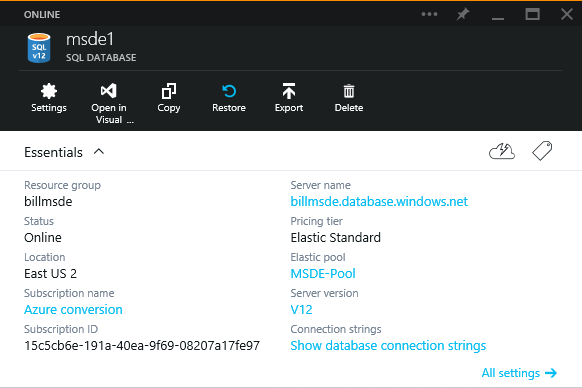 ONLINE
msde1
SQL DATABASE
SQL
v12
Settings
Open in
Visual ...
Copy
Restore
Export
Delete
Essentials
Resource group
billmsde
Status
Online
Location
East US 2
Subscription name
Azure conversion
Subscription ID
15c5cb6e-191a-40ea-9f69-08207a17fe97
Server name
billmsde.database.windows.net
Pricing tier
Elastic Standard
Elastic pool
MSDE-Pool
Server version
V12
Connection strings
Show database connection strings
All settings